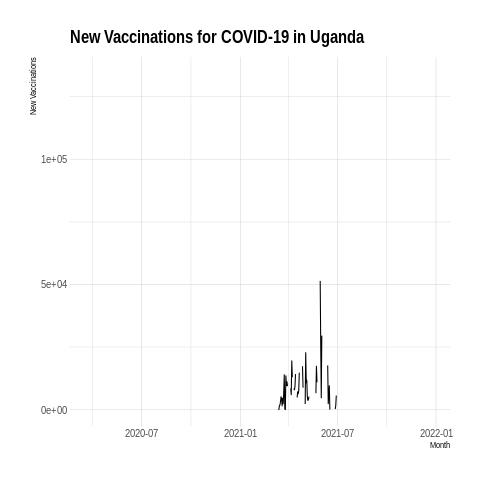 New Vaccinations for COVID-19 in Uganda
New Vaccinations
1e+05
5e+04
0e+00
2020-07 2021-01 2021-07 2022-01
Month